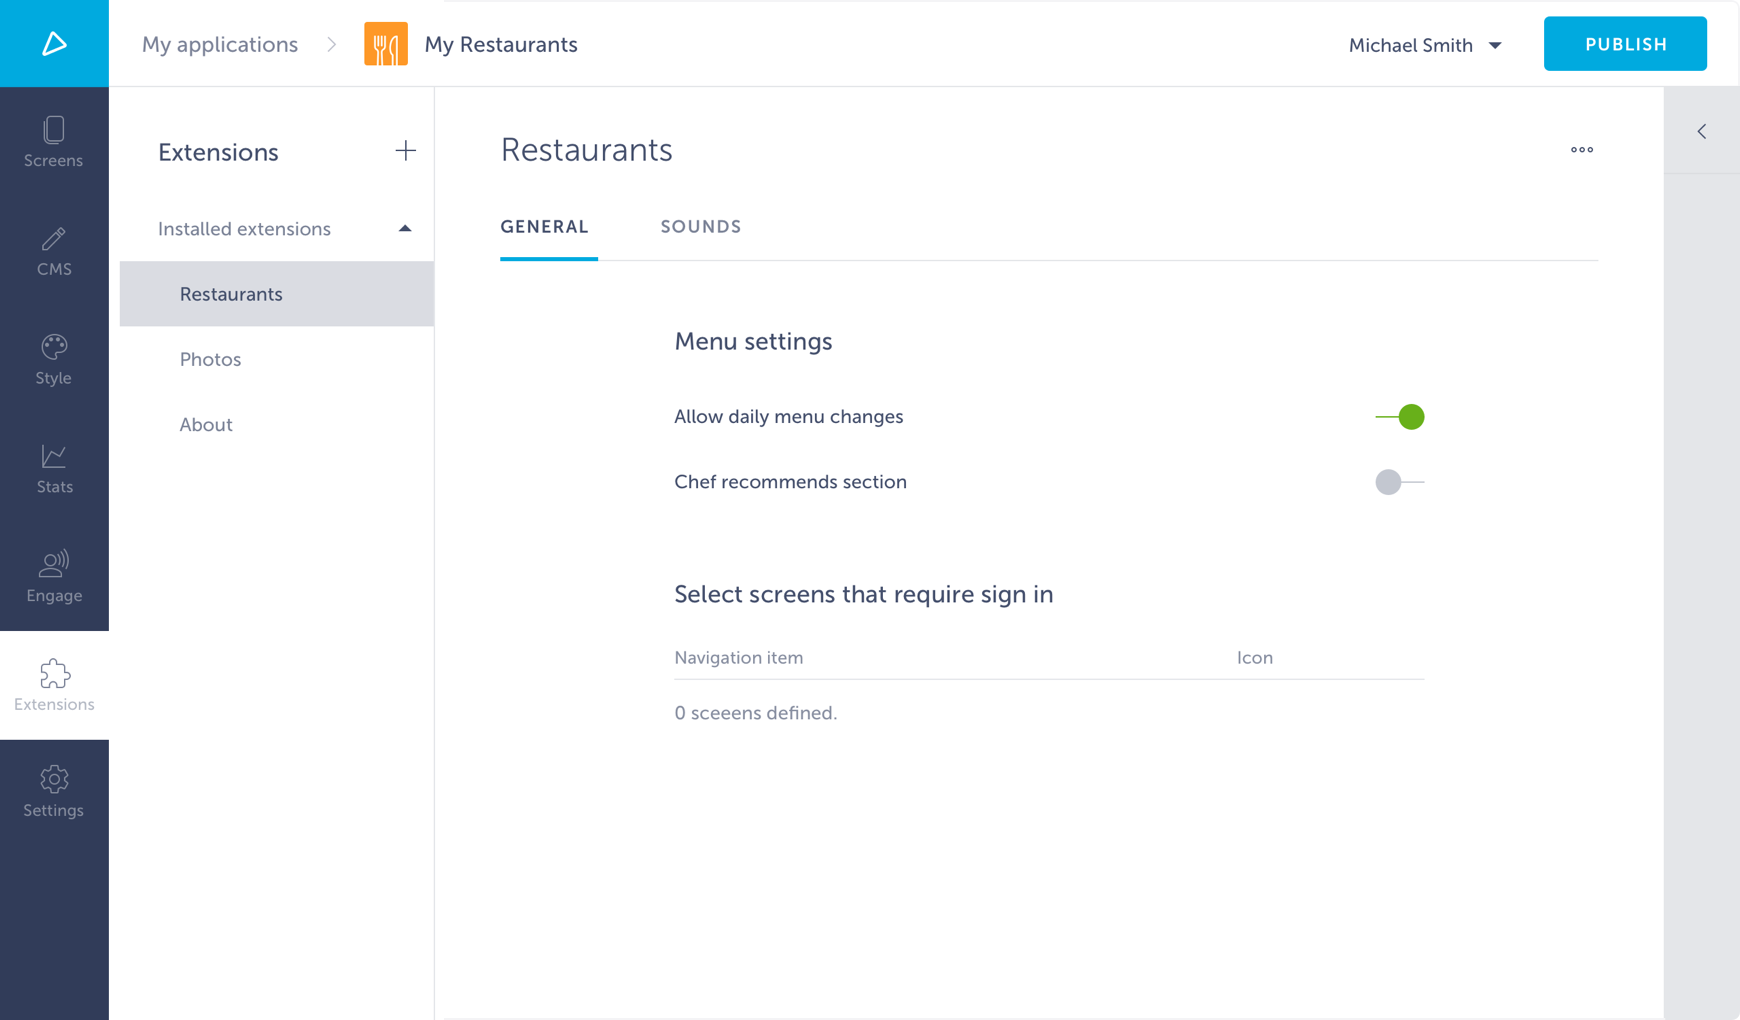 My applications
My Restaurants
Michael Smith
PUBLISH
Screens
CMS
Style
Stats
Engage
Extensions
Settings
Extensions
Installed extensions
Restaurants
Photos
About
Restaurants
GENERAL
SOUNDS
Menu settings
Allow daily menu changes
Chef recommends section
Select screens that require sign in
Navigation item
Icon
0 sceeens defined.